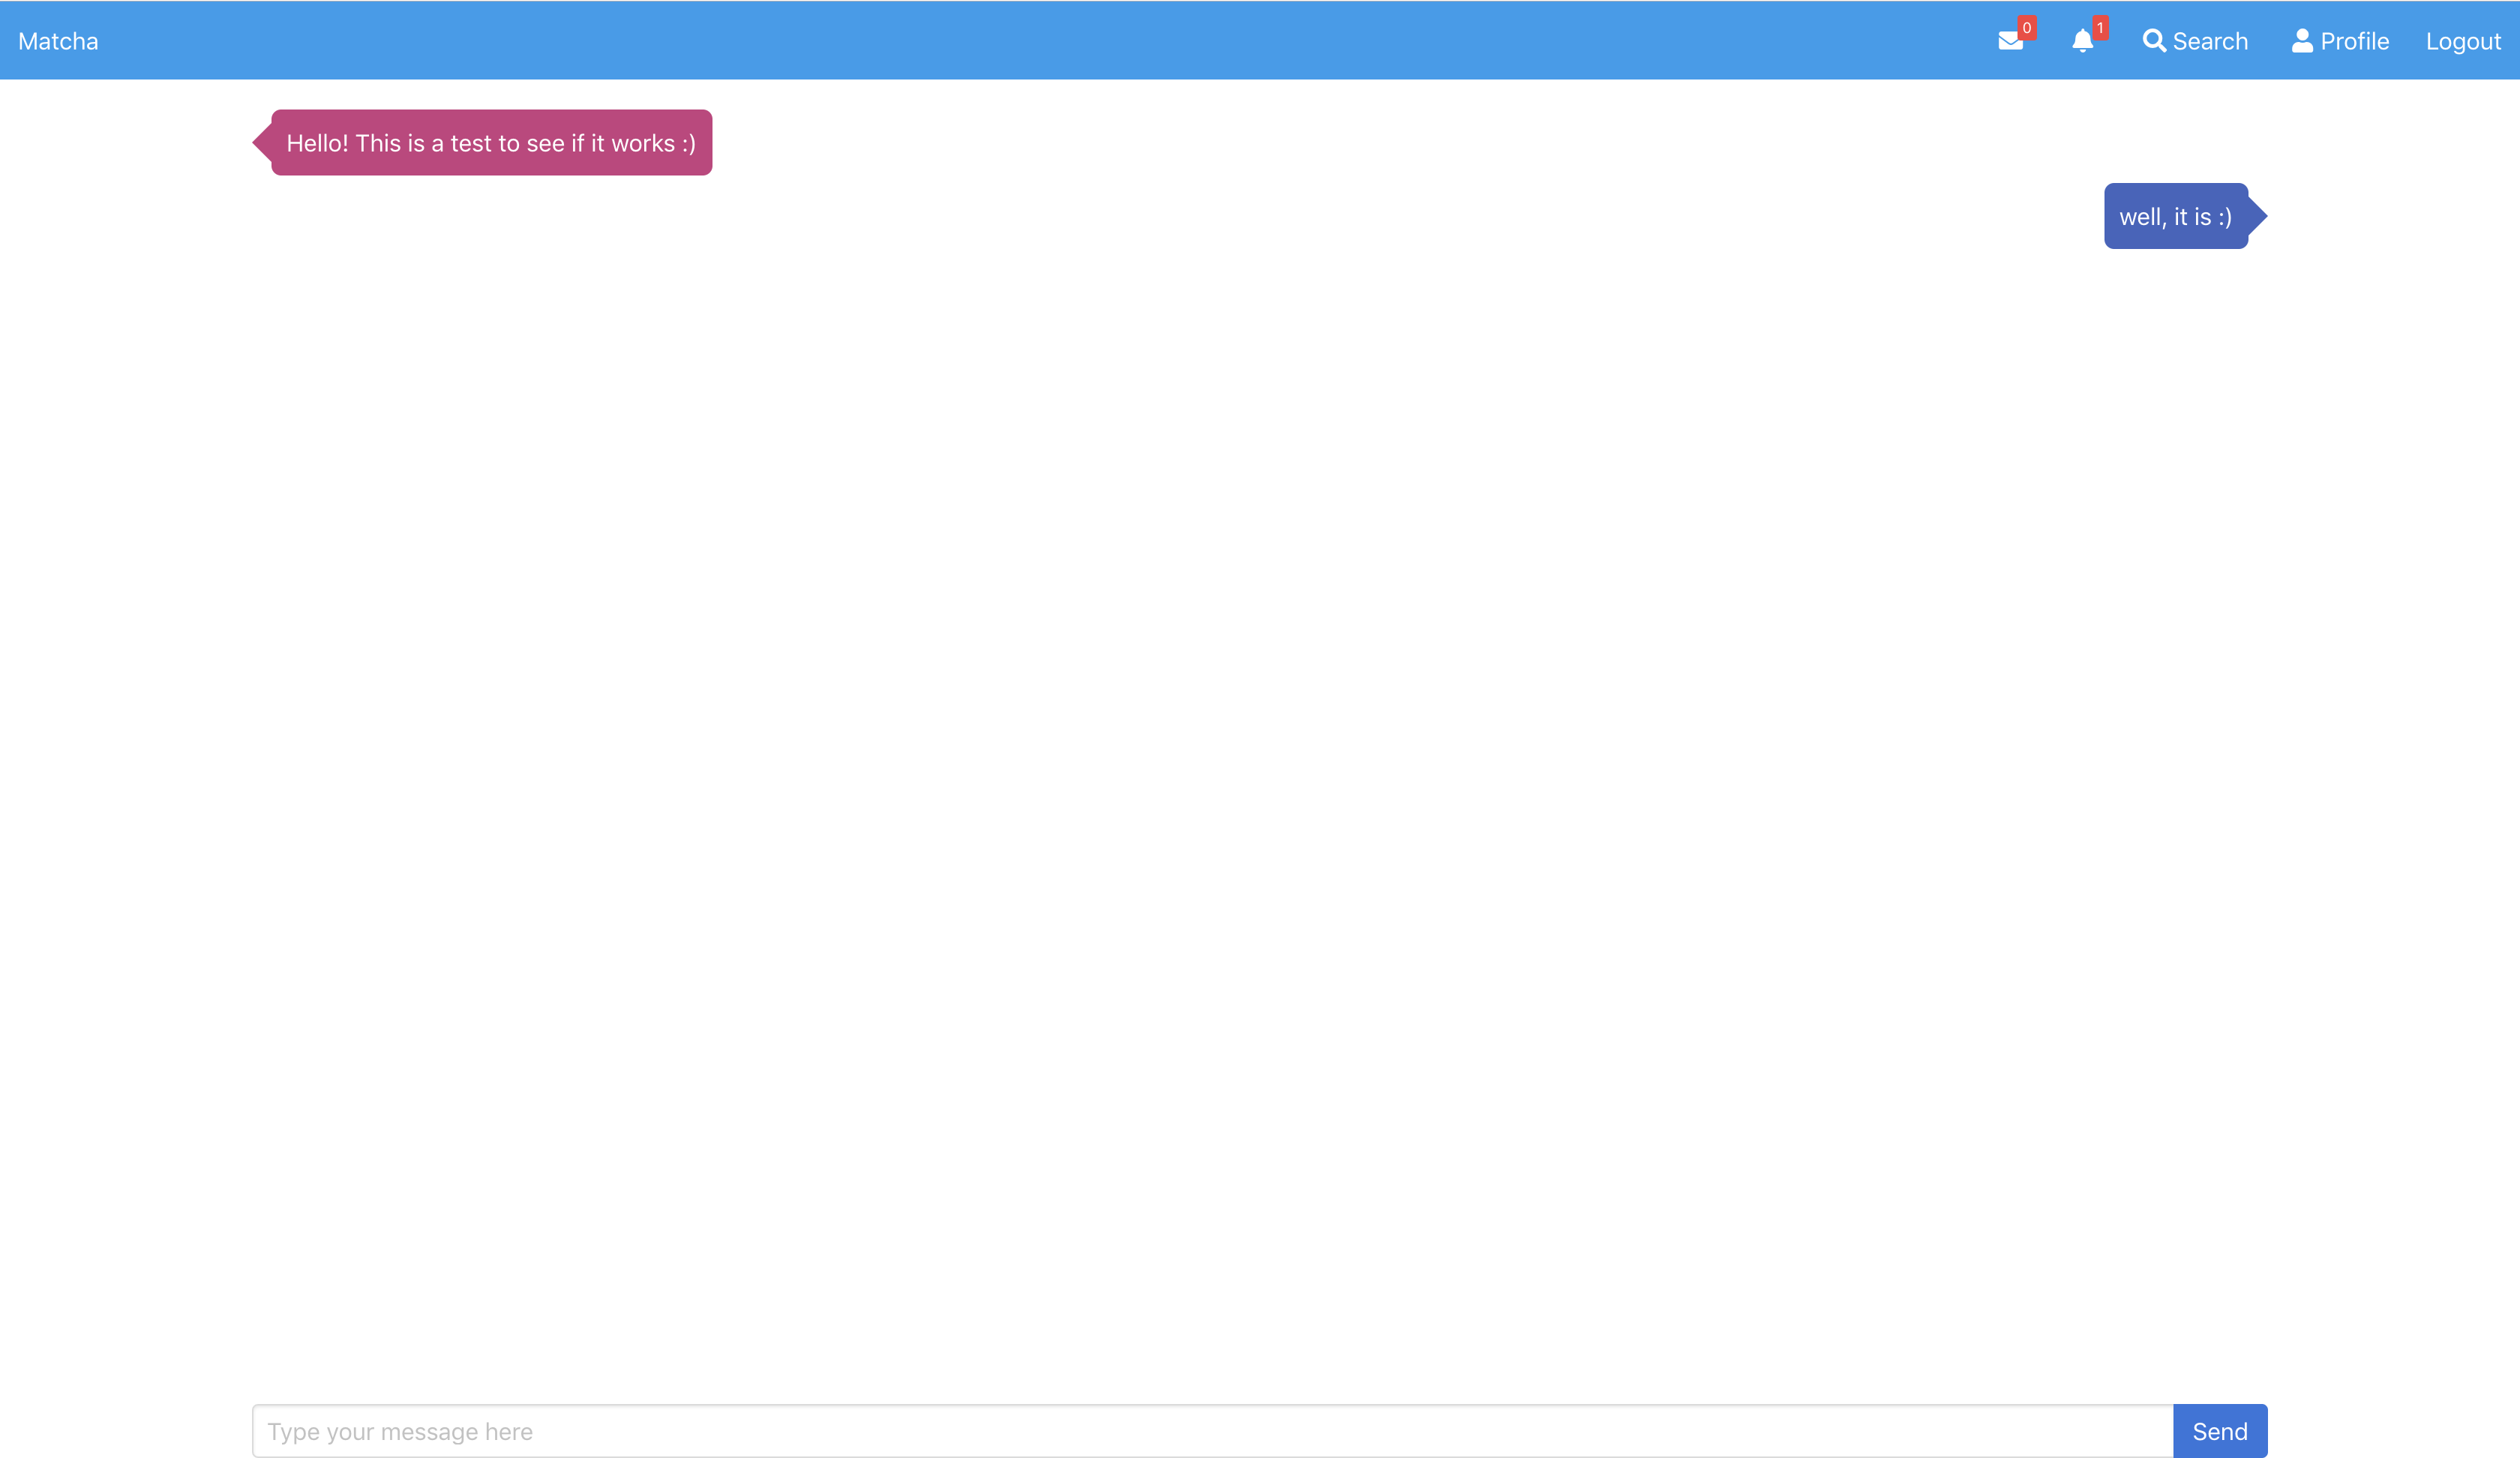 Matcha 0 1 Search Profile Logout
Hello! This is a test to see if it works :)
well, it is :)
Type your message here Send